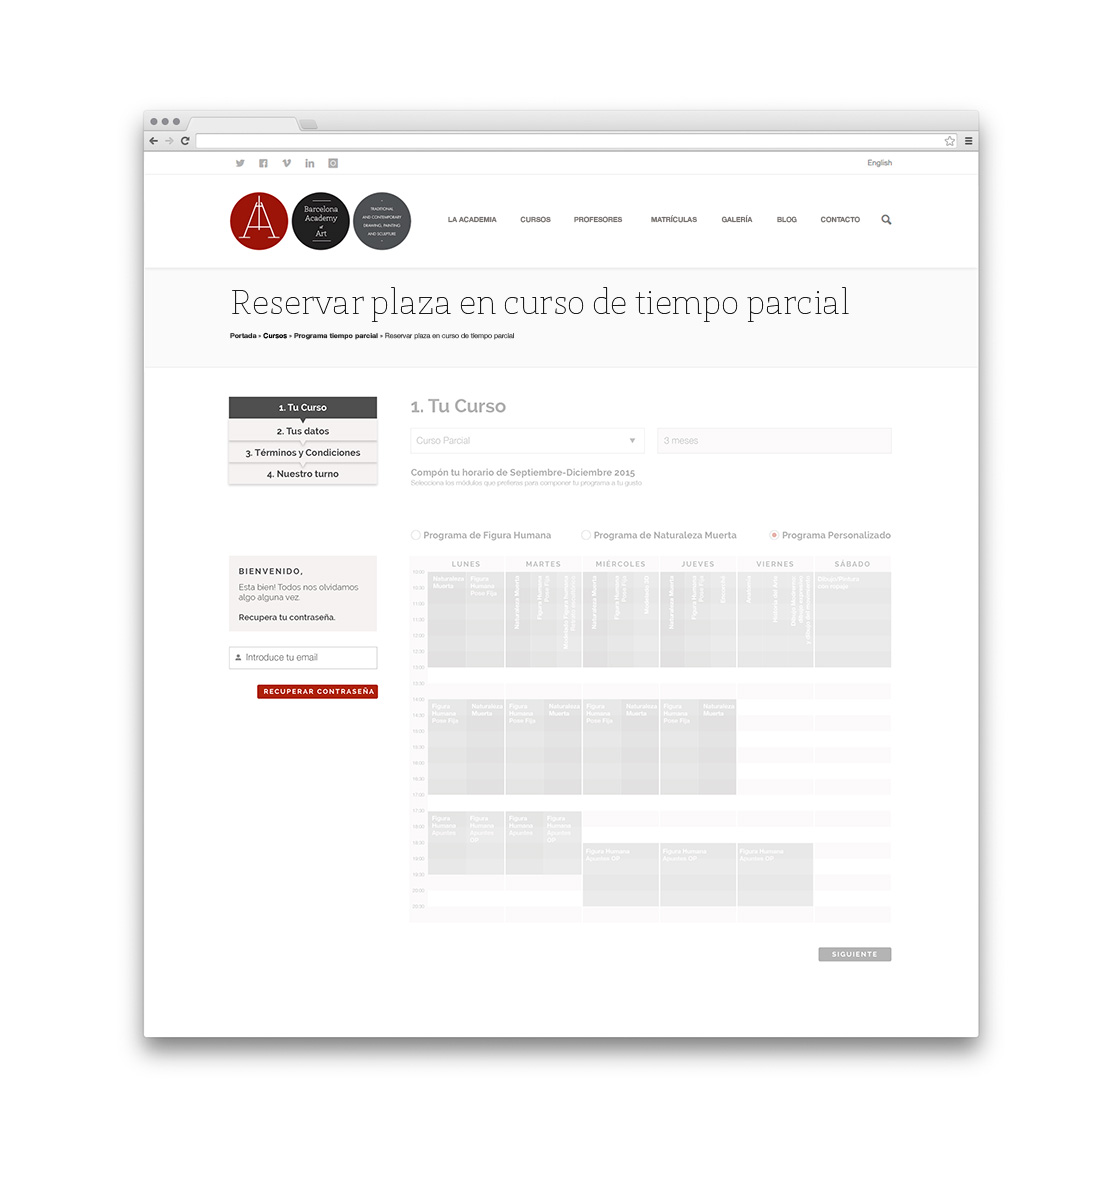 English
Barcelona
Academy
of
Art
TRADITIONAL
AND CONTEMPORARY
DRAWING, PAINTING
AND SCULPTURE
LA ACADEMIA
CURSOS
PROFESORES
MATRÍCULAS
GALERÍA
BLOG
CONTACTO
Reservar plaza en curso de tiempo parcial
Portada » Cursos » Programa tiempo parcial » Reservar plaza en curso de tiempo parcial
1. Tu Curso
2. Tus datos
3. Términos y Condiciones
4. Nuestro turno
BIENVENIDO,
Esta bien! Todos nos olvidamos
algo alguna vez.
Recupera tu contraseña.
Introduce tu email
RECUPERAR CONTRASEÑA
1. Tu Curso
Curso Parcial
3 meses
Compón tu horario de Septiembre-Diciembre 2015
Selecciona los módulos que prefieras para componer tu programa a tu gusto
Programa de Figura Humana
Programa de Naturaleza Muerta
Programa Personalizado
LUNES
MARTES
MIÉRCOLES
JUEVES
VIERNES
SÁBADO
Naturaleza
Muerta
Figura
Humana
Pose Fija
Naturaleza Muerta
Figura Humana
Pose Fija
Naturaleza Muerta
Figura Humana
Pose Fija
Naturaleza Muerta
Figura Humana
Pose Fija
Anatomía
Historia del Arte
Dibujo/Pintura
con ropaje
Figura
Humana
Pose Fija
Naturaleza
Muerta
Figura
Humana
Pose Fija
Naturaleza
Muerta
Figura
Humana
Pose Fija
Naturaleza
Muerta
Figura
Humana
Pose Fija
Naturaleza
Muerta
Figura
Humana
Apuntes
Figura
Humana
Apuntes
OP
Figura
Humana
Apuntes
Figura
Humana
Apuntes
OP
Figura Humana
Apuntes OP
Figura Humana
Apuntes OP
Figura Humana
Apuntes OP
SIGUIENTE